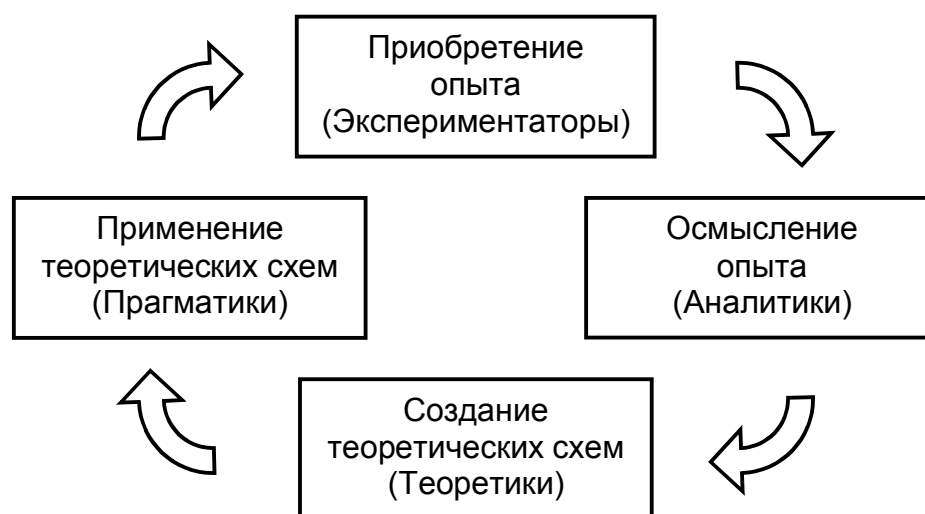 Приобретение
опыта
(Экспериментаторы)
Применение
теоретических схем
(Прагматики)
Осмысление
опыта
(Аналитики)
Создание
теоретических схем
(Теоретики)